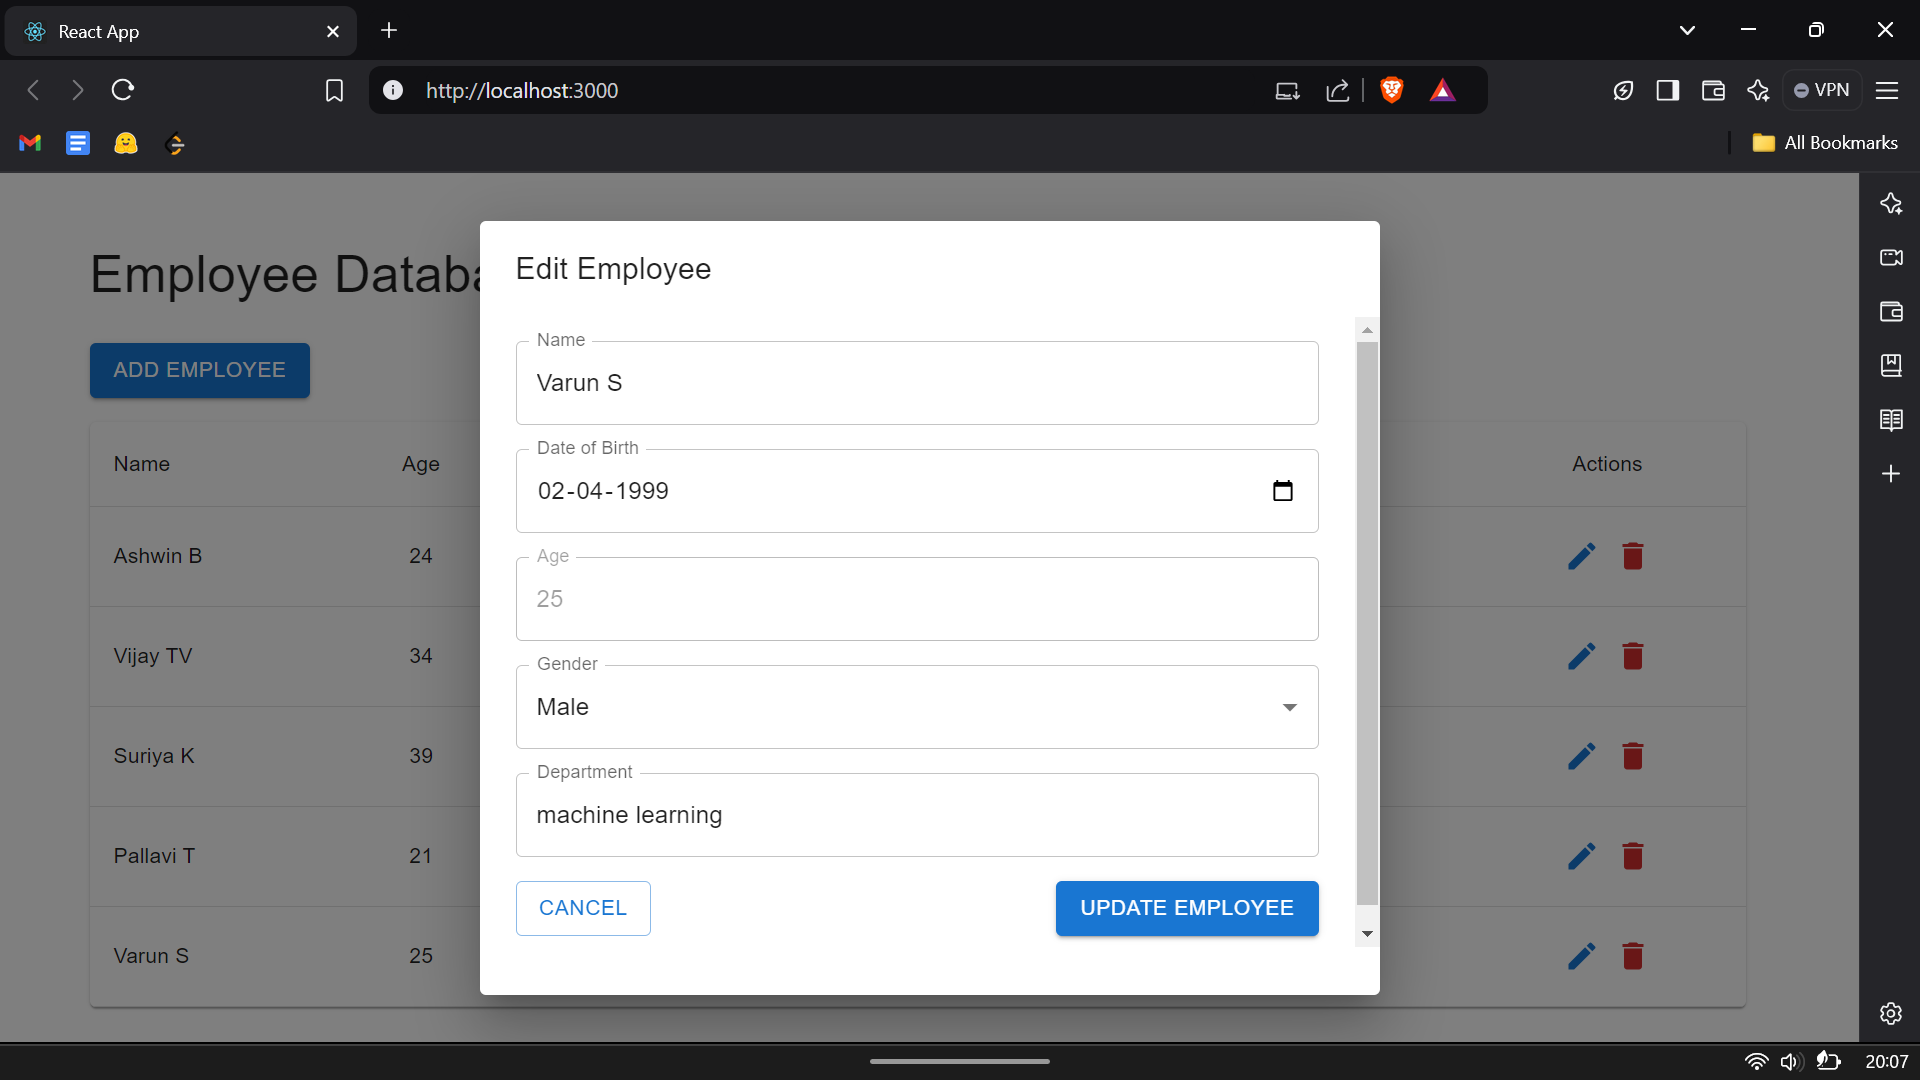 React App
http://localhost:3000
VPN
All Bookmarks
Employee Databa
ADD EMPLOYEE
Name Age Actions
Ashwin B 24
Vijay TV 34
Suriya K 39
Pallavi T 21
Varun S 25
Edit Employee
Name
Varun S
Date of Birth
02-04-1999
Age
25
Gender
Male
Department
machine learning
CANCEL UPDATE EMPLOYEE
20:07